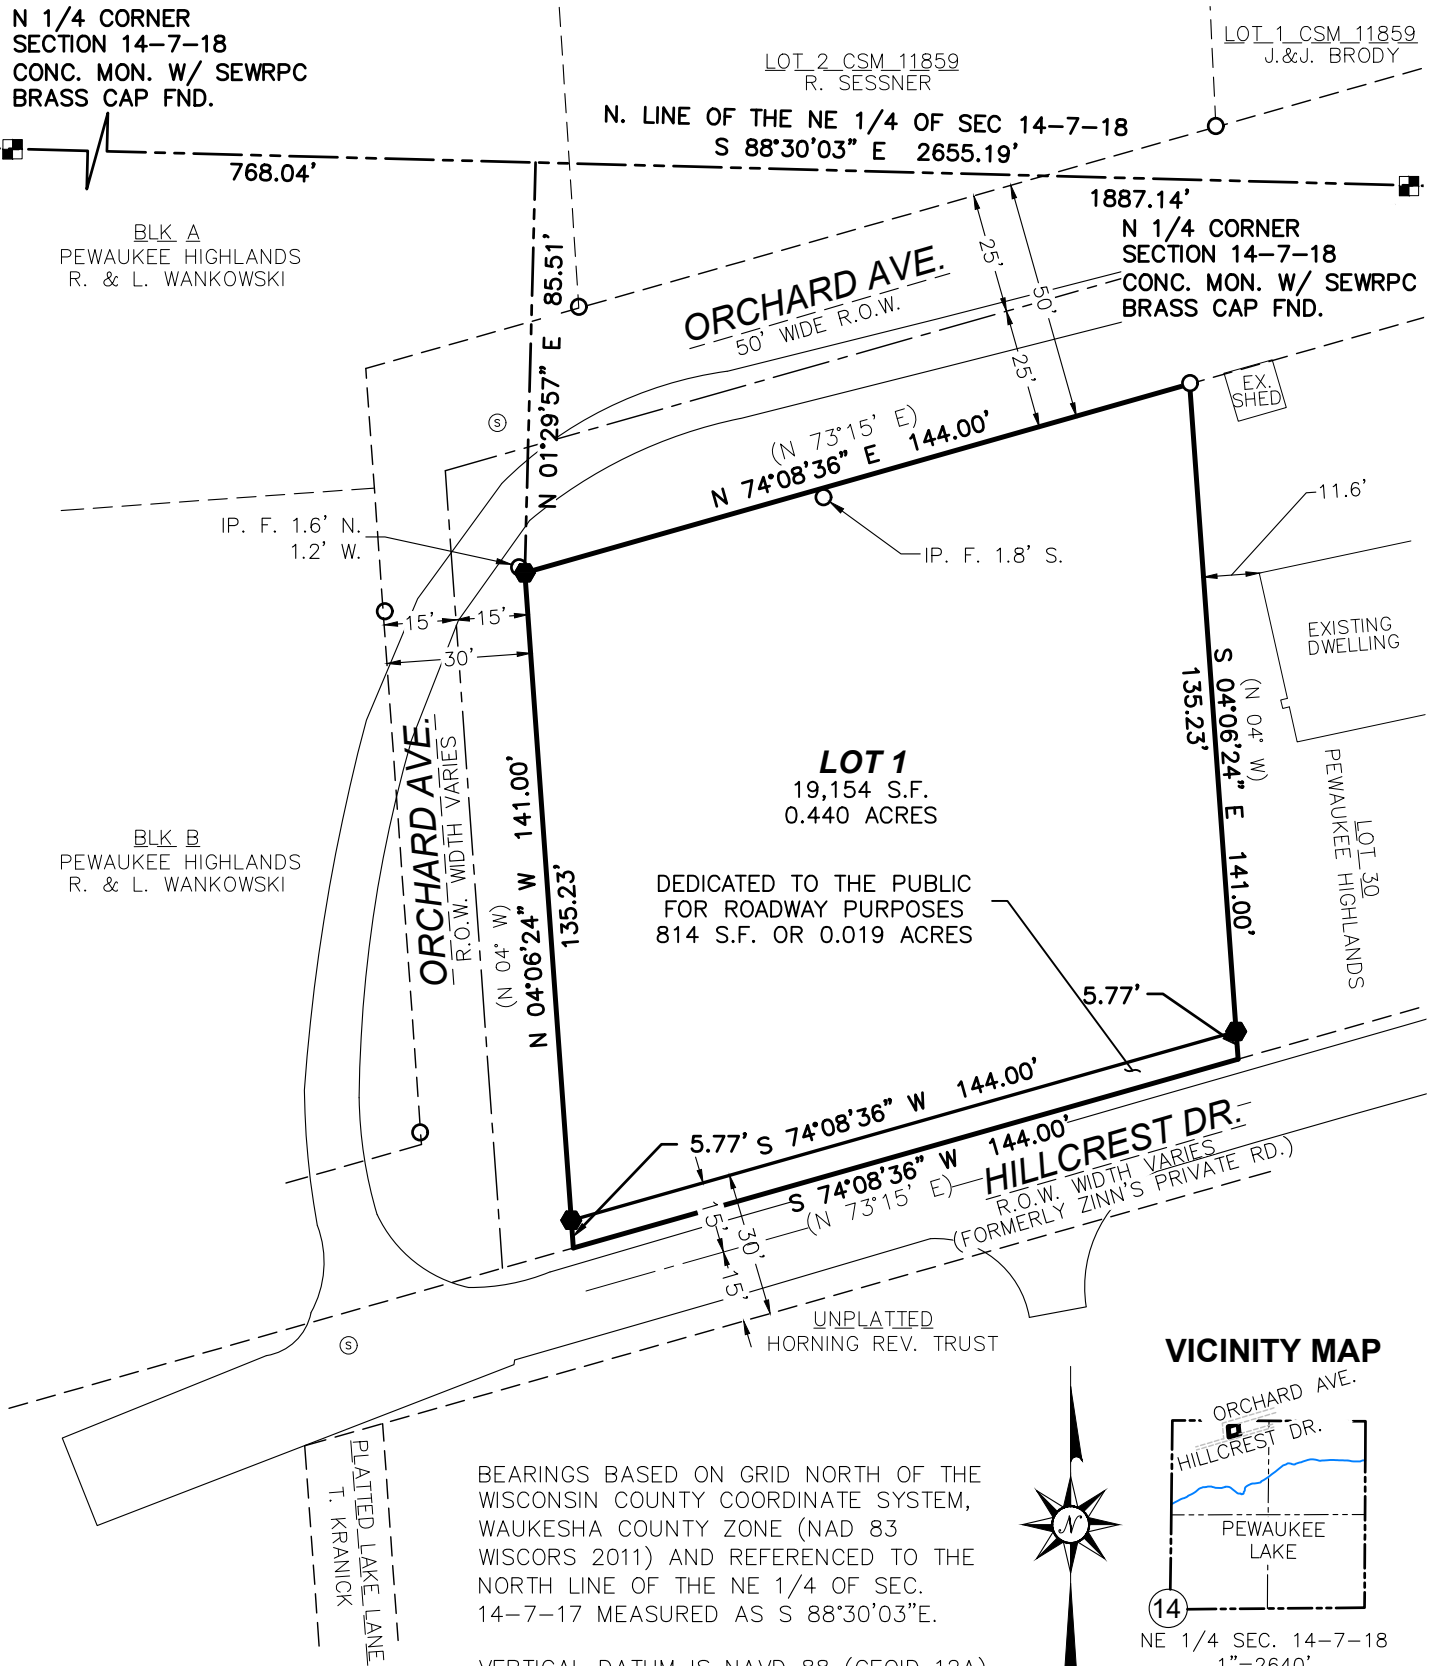 N 1/4 CORNER
SECTION 14-7-18
CONC. MON. W/ SEWRPC
BRASS CAP FND.
LOT 2 CSM 11859
R. SESSNER
LOT 1 CSM 11859
J.&J. BRODY
N. LINE OF THE NE 1/4 OF SEC 14-7-18
S 88°30'03" E 2655.19'
768.04'
1887.14'
N 1/4 CORNER
SECTION 14-7-18
CONC. MON. W/ SEWRPC
BRASS CAP FND.
BLK A
PEWAUKEE HIGHLANDS
R. & L. WANKOWSKI
N 01°29'57" E 85.51'
ORCHARD AVE.
50' WIDE R.O.W.
25'
50'
25'
EX.
SHED
(N 73°15' E)
N 74°08'36" E 144.00'
S
IP. F. 1.6' N.
1.2' W.
IP. F. 1.8' S.
11.6'
15'
15'
30'
EXISTING
DWELLING
S 04°06'24" E 141.00'
(N 04° W)
135.23'
LOT 1
19,154 S.F.
0.440 ACRES
ORCHARD AVE.
R.O.W. WIDTH VARIES
N 04°06'24" W 141.00'
(N 04° W)
135.23'
BLK B
PEWAUKEE HIGHLANDS
R. & L. WANKOWSKI
DEDICATED TO THE PUBLIC
FOR ROADWAY PURPOSES
814 S.F. OR 0.019 ACRES
LOT 30
PEWAUKEE HIGHLANDS
5.77'
5.77'
S 74°08'36" W 144.00'
S 74°08'36" W 144.00'
(N 73°15' E)
HILLCREST DR.
R.O.W. WIDTH VARIES
(FORMERLY ZINN'S PRIVATE RD.)
15'
30'
15'
UNPLATTED
HORNING REV. TRUST
S
PLATTED LAKE LANE
T. KRANICK
BEARINGS BASED ON GRID NORTH OF THE
WISCONSIN COUNTY COORDINATE SYSTEM,
WAUKESHA COUNTY ZONE (NAD 83
WISCORS 2011) AND REFERENCED TO THE
NORTH LINE OF THE NE 1/4 OF SEC.
14-7-17 MEASURED AS S 88°30'03"E.
VERTICAL DATUM IS NAVD 88 (GEOID 12A)
N
VICINITY MAP
ORCHARD AVE.
HILLCREST DR.
PEWAUKEE
LAKE
14
NE 1/4 SEC. 14-7-18
1"=2640'